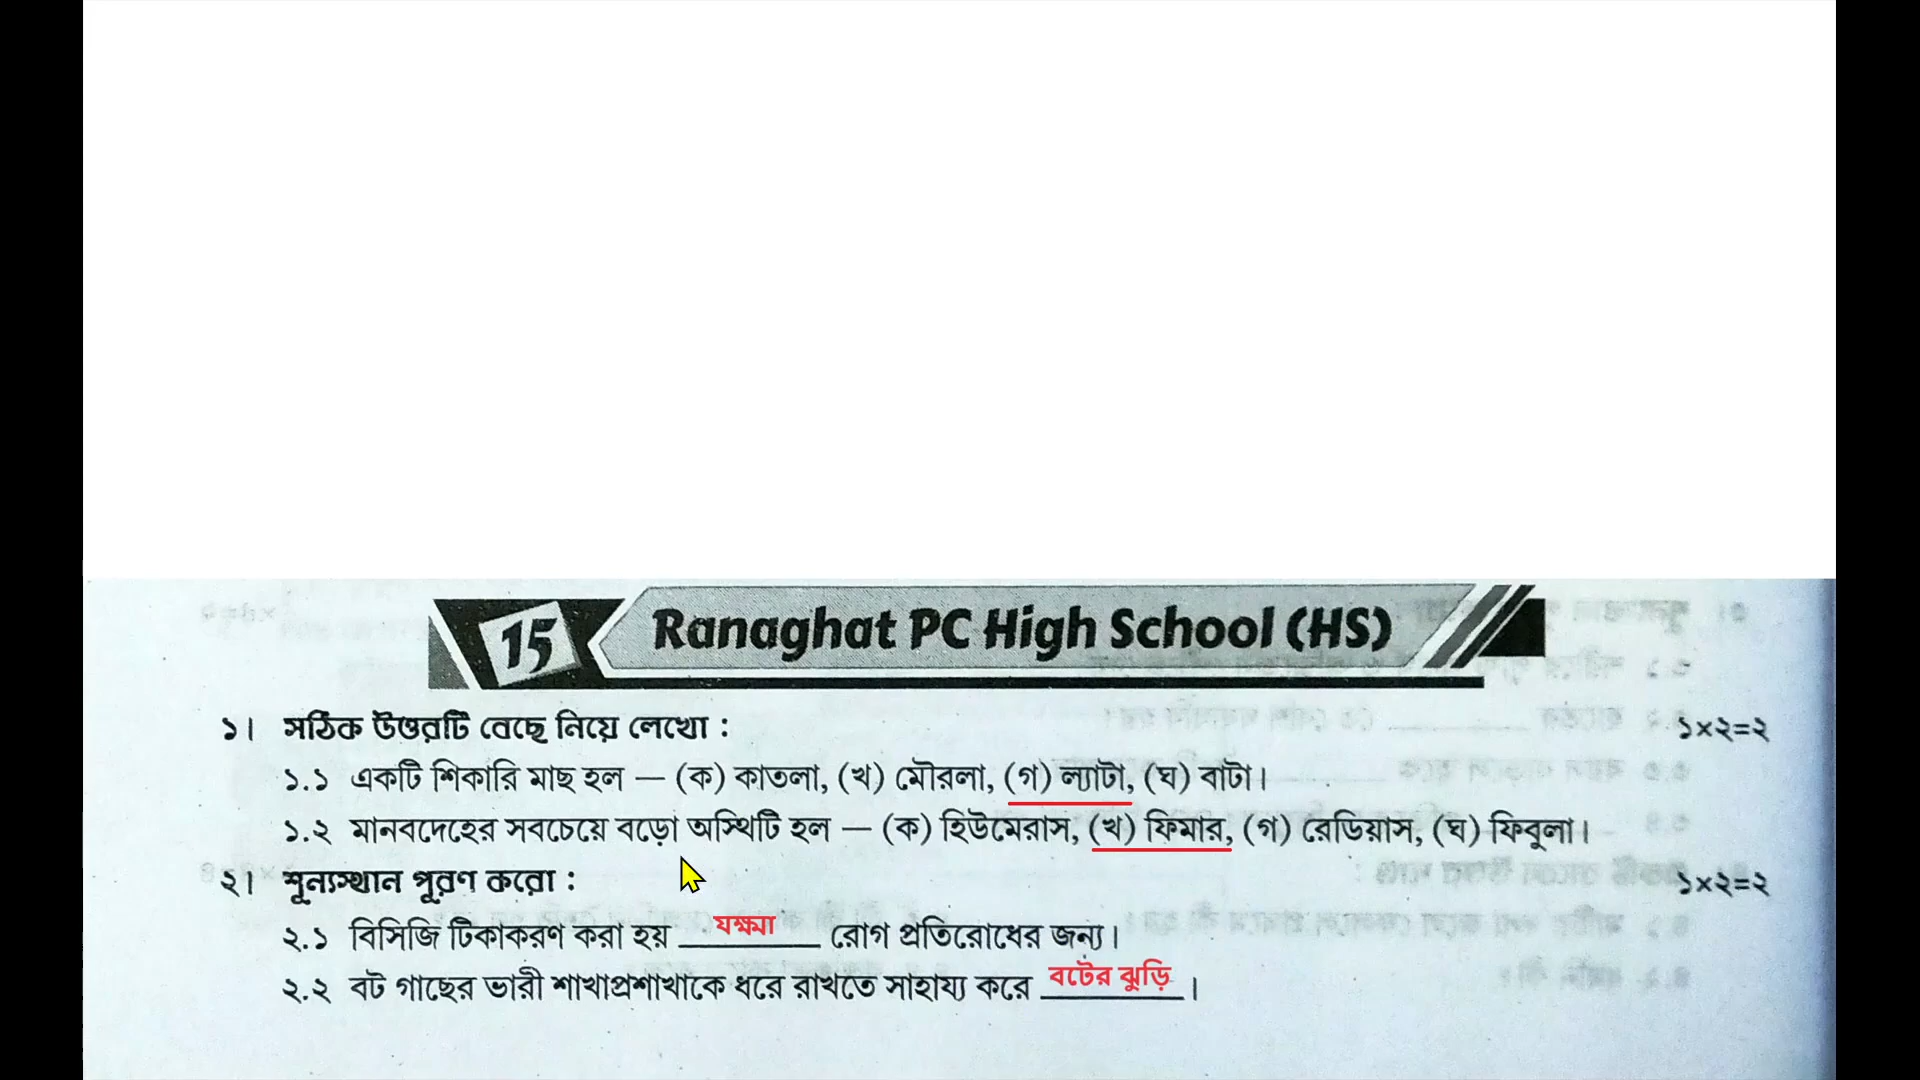 15 Ranaghat PC High School (HS)
১। সঠিক উত্তরটি বেছে নিয়ে লেখো : ১×২=২
১.১ একটি শিকারি মাছ হল — (ক) কাতলা, (খ) মৌরলা, (গ) ল্যাটা, (ঘ) বাটা।
১.২ মানবদেহের সবচেয়ে বড়ো অস্থিটি হল — (ক) হিউমেরাস, (খ) ফিমার, (গ) রেডিয়াস, (ঘ) ফিবুলা।
২। শূন্যস্থান পূরণ করো : ১×২=২
২.১ বিসিজি টিকাকরণ করা হয় যক্ষ্মা রোগ প্রতিরোধের জন্য।
২.২ বট গাছের ভারী শাখাপ্রশাখাকে ধরে রাখতে সাহায্য করে বটের ঝুড়ি ।